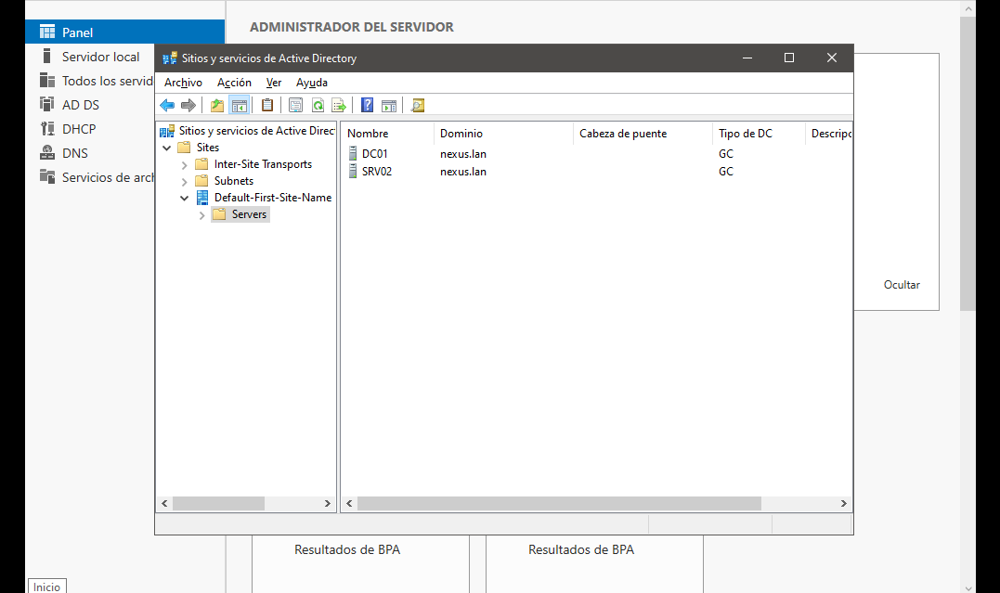 ADMINISTRADOR DEL SERVIDOR
Panel
Servidor local
Todos los servid
AD DS
DHCP
DNS
Servicios de arch
Sitios y servicios de Active Directory
Archivo Acción Ver Ayuda
Sitios y servicios de Active Direct
Sites
Inter-Site Transports
Subnets
Default-First-Site-Name
Servers
Nombre Dominio Cabeza de puente Tipo de DC Descripc
DC01 nexus.lan GC
SRV02 nexus.lan GC
Ocultar
Resultados de BPA Resultados de BPA
Inicio